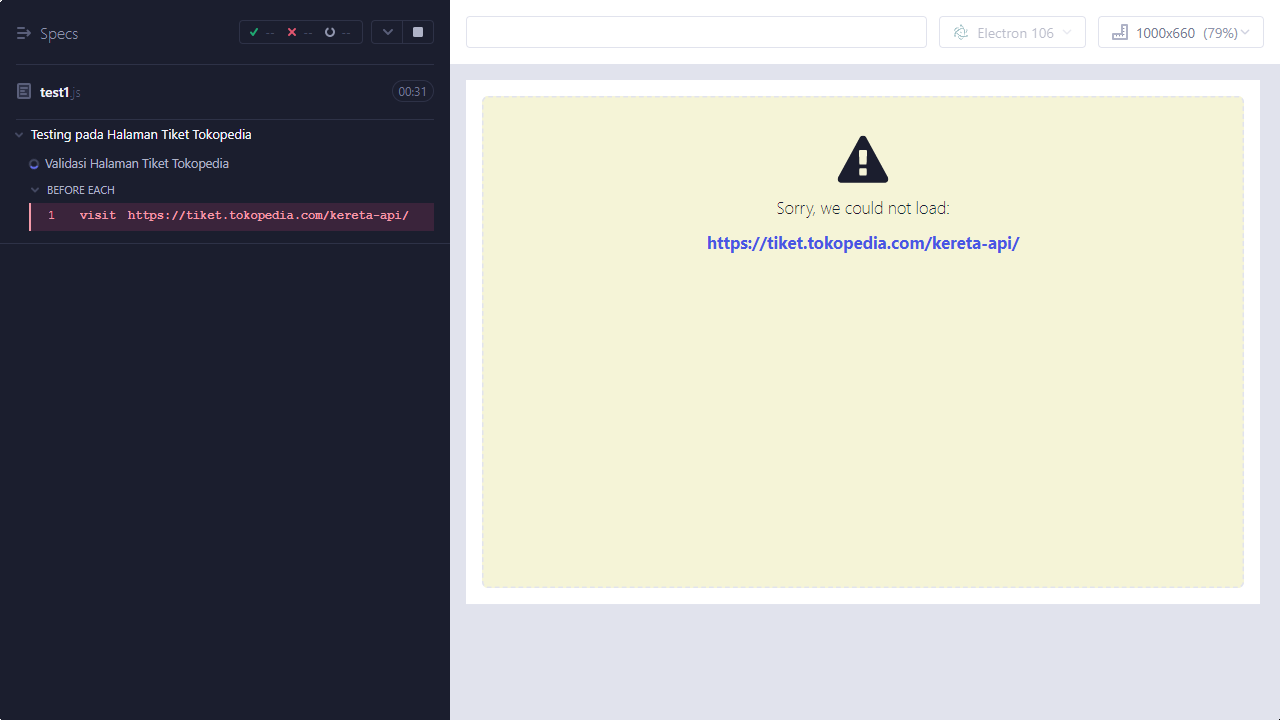 Specs
-- -- --
test1.js
00:31
Testing pada Halaman Tiket Tokopedia
Validasi Halaman Tiket Tokopedia
BEFORE EACH
1 visit https://tiket.tokopedia.com/kereta-api/
Electron 106
1000x660 (79%)
Sorry, we could not load:
https://tiket.tokopedia.com/kereta-api/